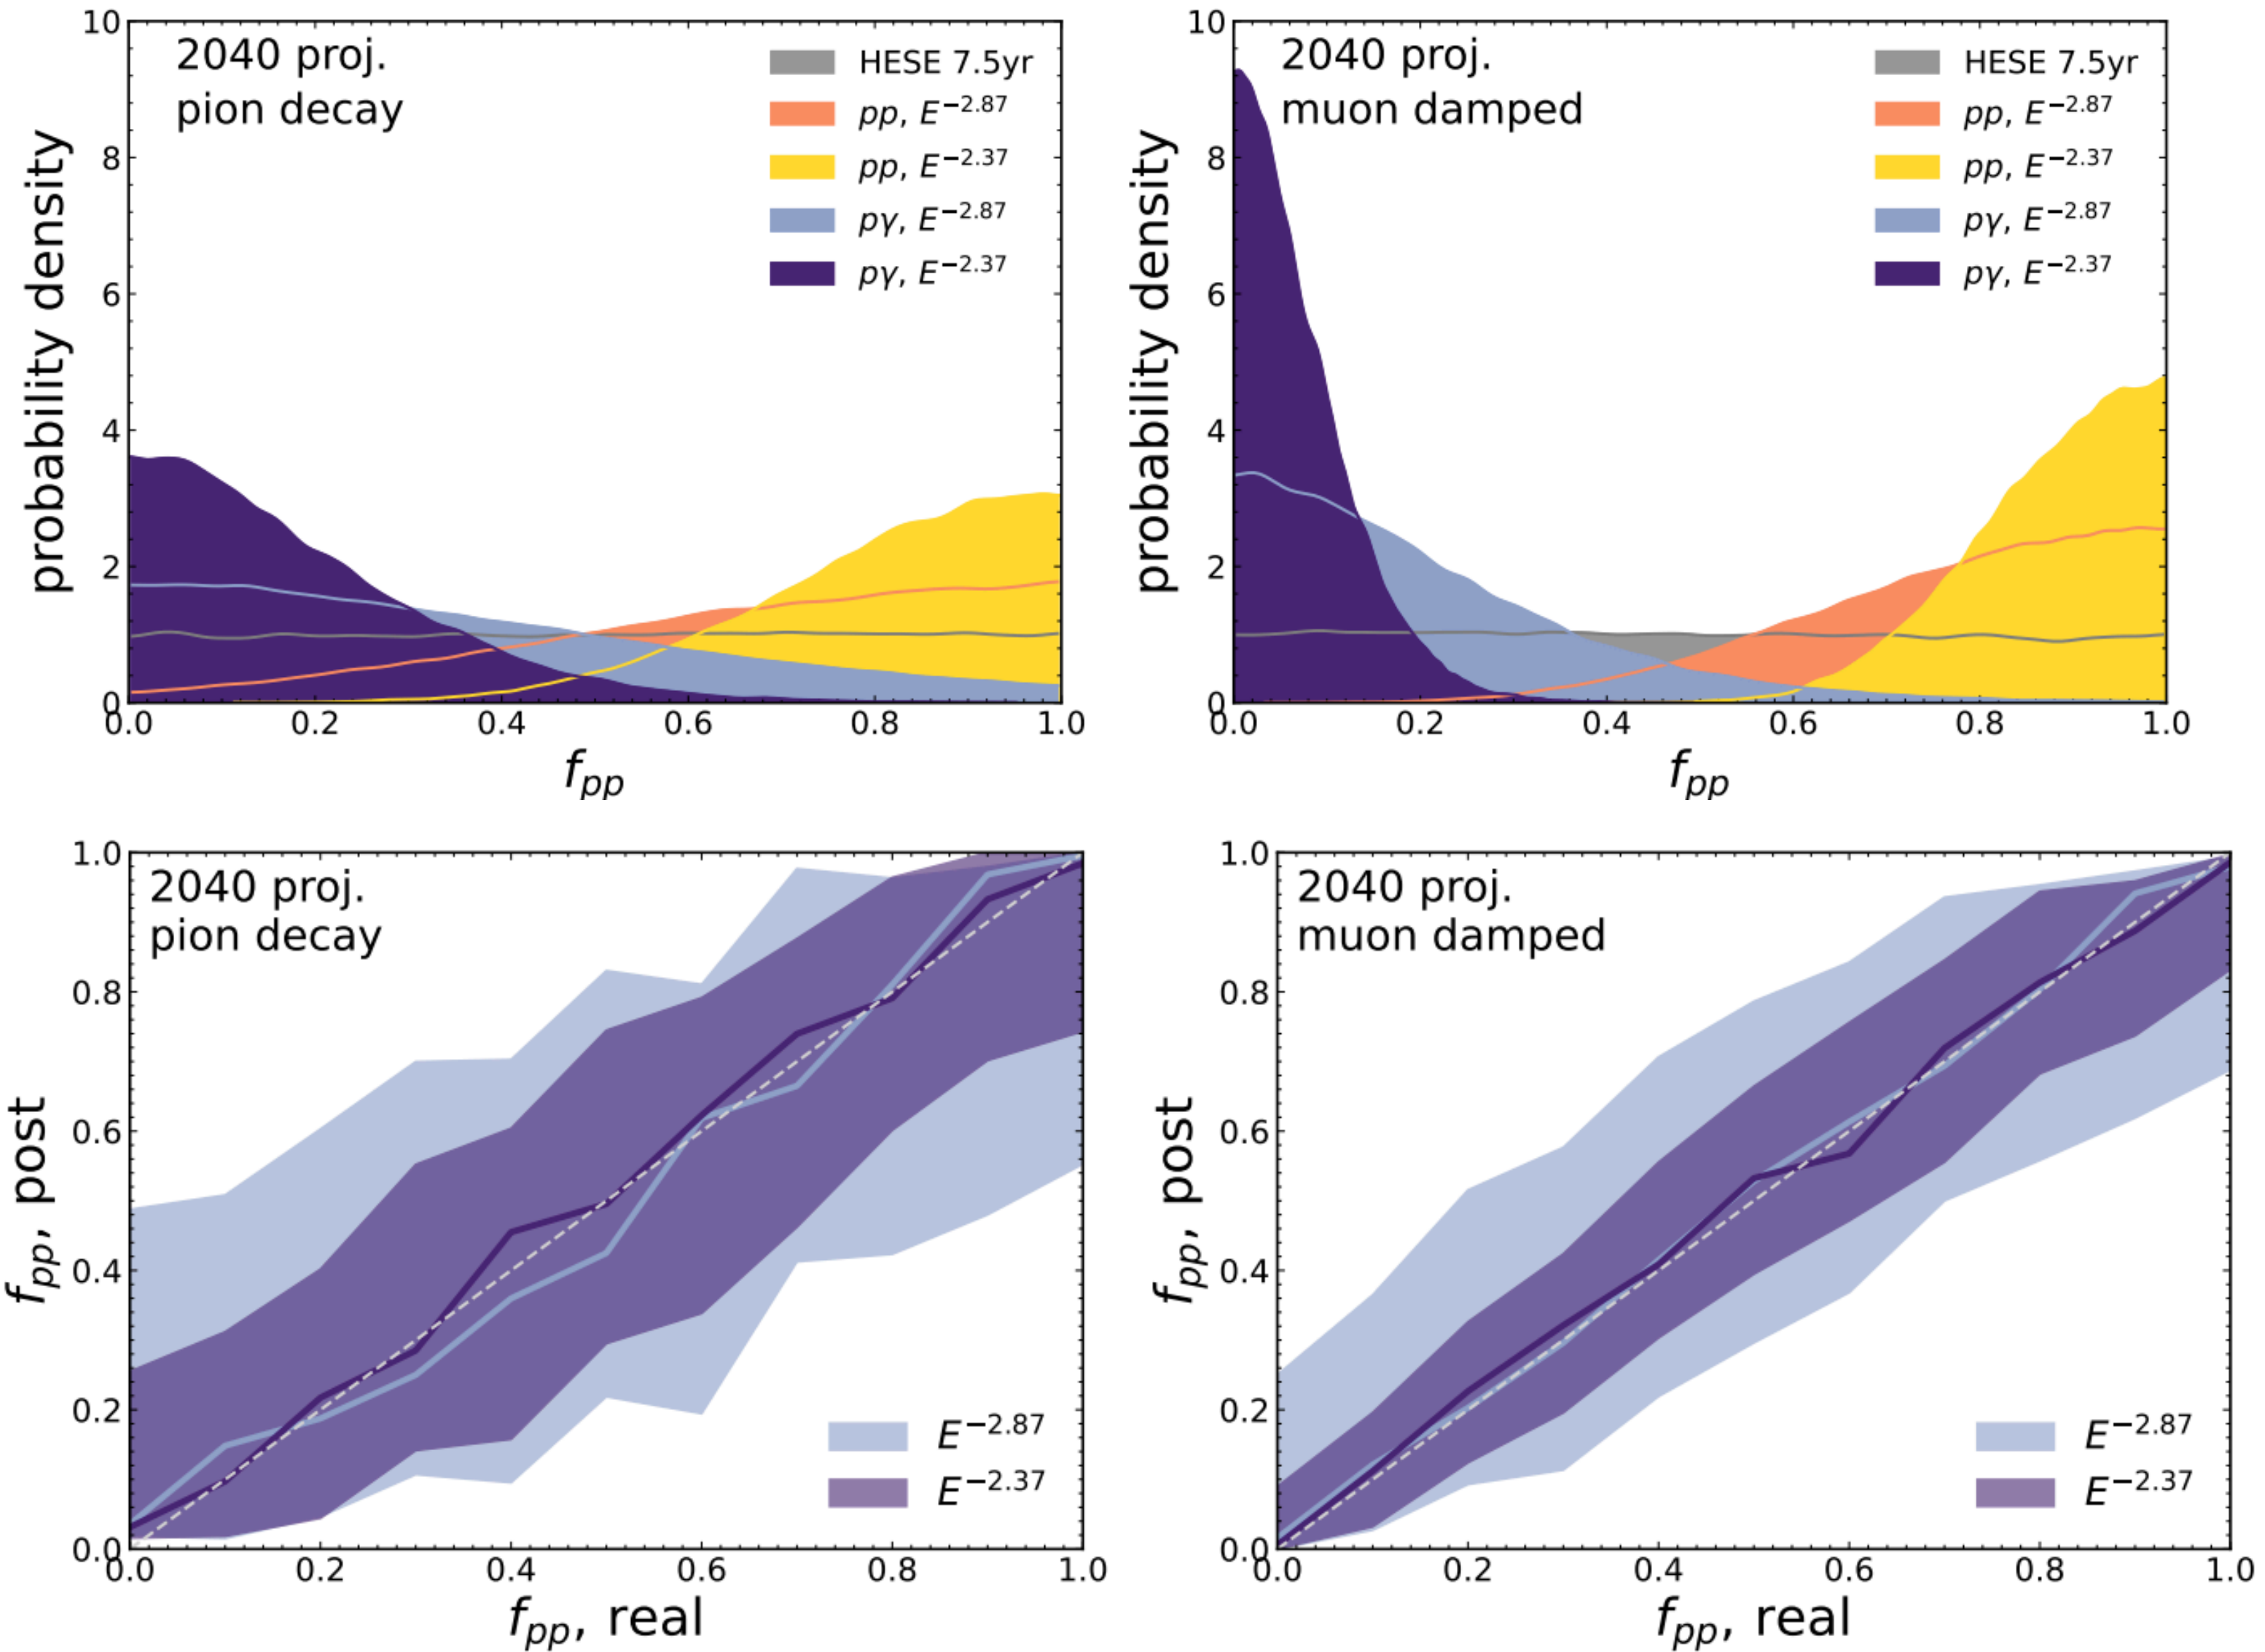 2040 proj.
pion decay
HESE 7.5yr
pp, E⁻²·⁸⁷
pp, E⁻²·³⁷
pγ, E⁻²·⁸⁷
pγ, E⁻²·³⁷
probability density
10
8
6
4
2
0
0.0 0.2 0.4 0.6 0.8 1.0
f_pp
2040 proj.
muon damped
HESE 7.5yr
pp, E⁻²·⁸⁷
pp, E⁻²·³⁷
pγ, E⁻²·⁸⁷
pγ, E⁻²·³⁷
probability density
10
8
6
4
2
0
0.0 0.2 0.4 0.6 0.8 1.0
f_pp
2040 proj.
pion decay
f_pp, post
1.0
0.8
0.6
0.4
0.2
0.0
E⁻²·⁸⁷
E⁻²·³⁷
0.0 0.2 0.4 0.6 0.8 1.0
f_pp, real
2040 proj.
muon damped
f_pp, post
1.0
0.8
0.6
0.4
0.2
0.0
E⁻²·⁸⁷
E⁻²·³⁷
0.0 0.2 0.4 0.6 0.8 1.0
f_pp, real